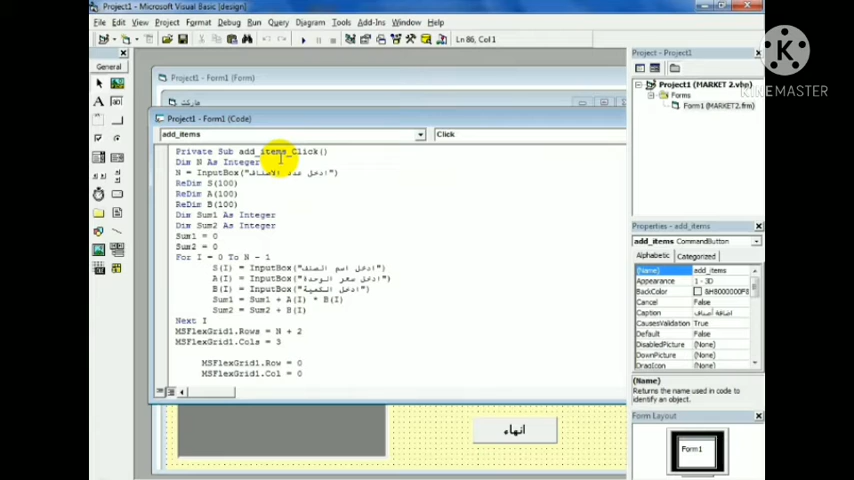 Project1 - Microsoft Visual Basic [design]
File Edit View Project Format Debug Run Query Diagram Tools Add-Ins Window Help
Ln 86, Col 1
General
Project1 - Form1 (Form)
ماركت
Project1 - Form1 (Code)
add_items Click
Private Sub add_items_Click()
Dim N As Integer
N = InputBox("ادخل عدد الاصناف")
ReDim S(100)
ReDim A(100)
ReDim B(100)
Dim Sum1 As Integer
Dim Sum2 As Integer
Sum1 = 0
Sum2 = 0
For I = 0 To N - 1
S(I) = InputBox("ادخل اسم الصنف")
A(I) = InputBox("ادخل سعر الوحدة")
B(I) = InputBox("ادخل الكمية")
Sum1 = Sum1 + A(I) * B(I)
Sum2 = Sum2 + B(I)
Next I
MSFlexGrid1.Rows = N + 2
MSFlexGrid1.Cols = 3
MSFlexGrid1.Row = 0
MSFlexGrid1.Col = 0
انهاء
Project - Project1
Project1 (MARKET 2.vbp)
Forms
Form1 (MARKET2.frm)
Properties - add_items
add_items CommandButton
Alphabetic Categorized
(Name) add_items
Appearance 1 - 3D
BackColor &H8000000F&
Cancel False
Caption اضافة أصناف
CausesValidation True
Default False
DisabledPicture (None)
DownPicture (None)
DragIcon (None)
(Name)
Returns the name used in code to identify an object.
Form Layout
Form1
K
KINEMASTER